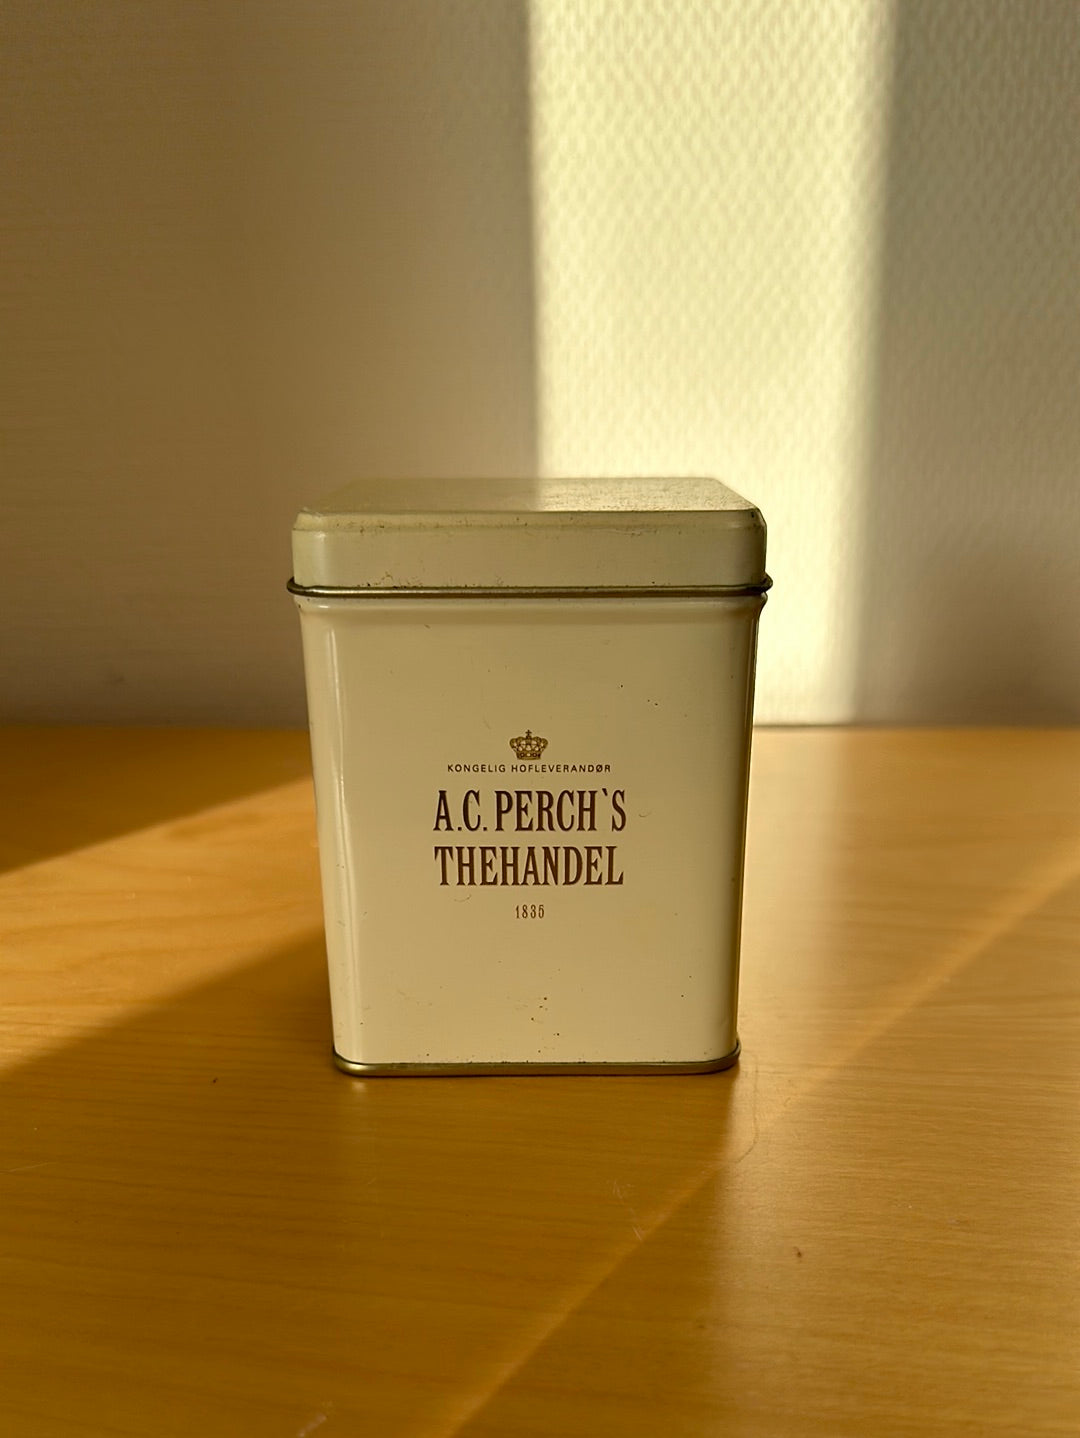 KONGELIG HOFLEVERANDØR
A.C. PERCH`S
THEHANDEL
1835